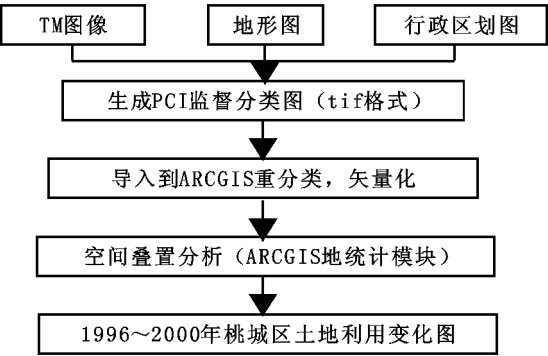 TM图像
地形图
行政区划图
生成PCI监督分类图（tif格式）
导入到ARCGIS重分类，矢量化
空间叠置分析（ARCGIS地统计模块）
1996～2000年桃城区土地利用变化图